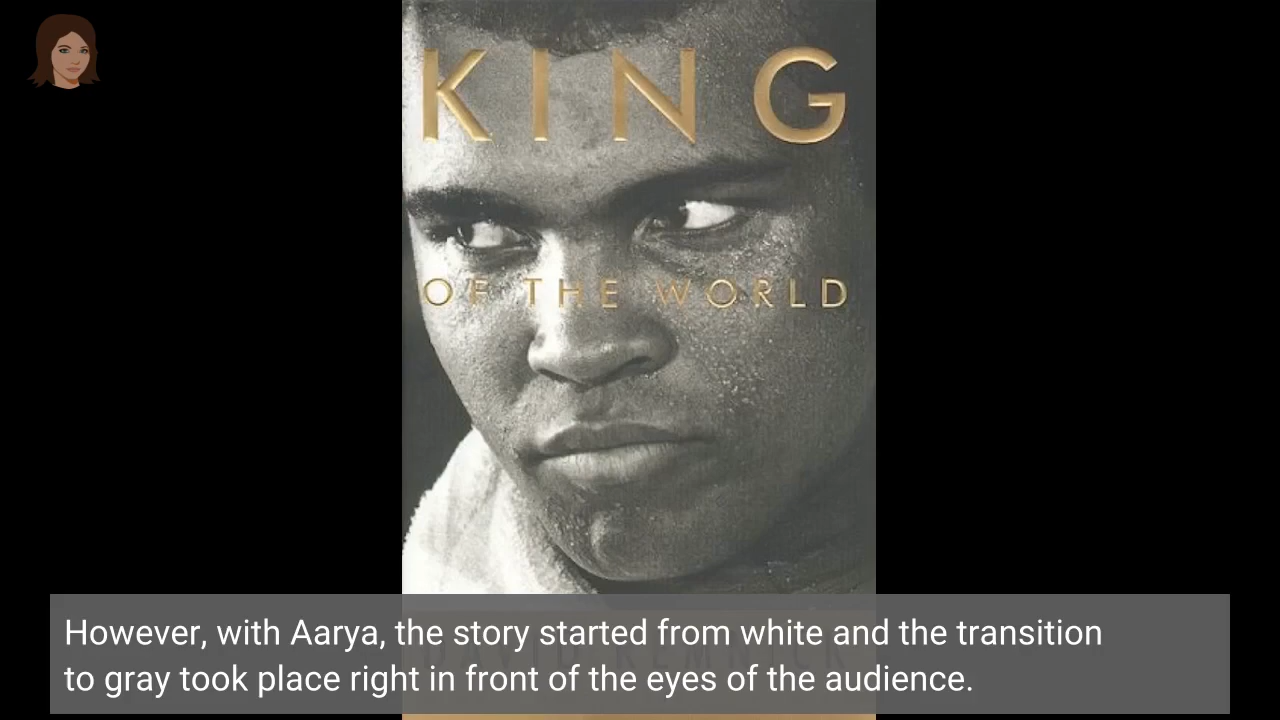 KING
OF THE WORLD
However, with Aarya, the story started from white and the transition
to gray took place right in front of the eyes of the audience.